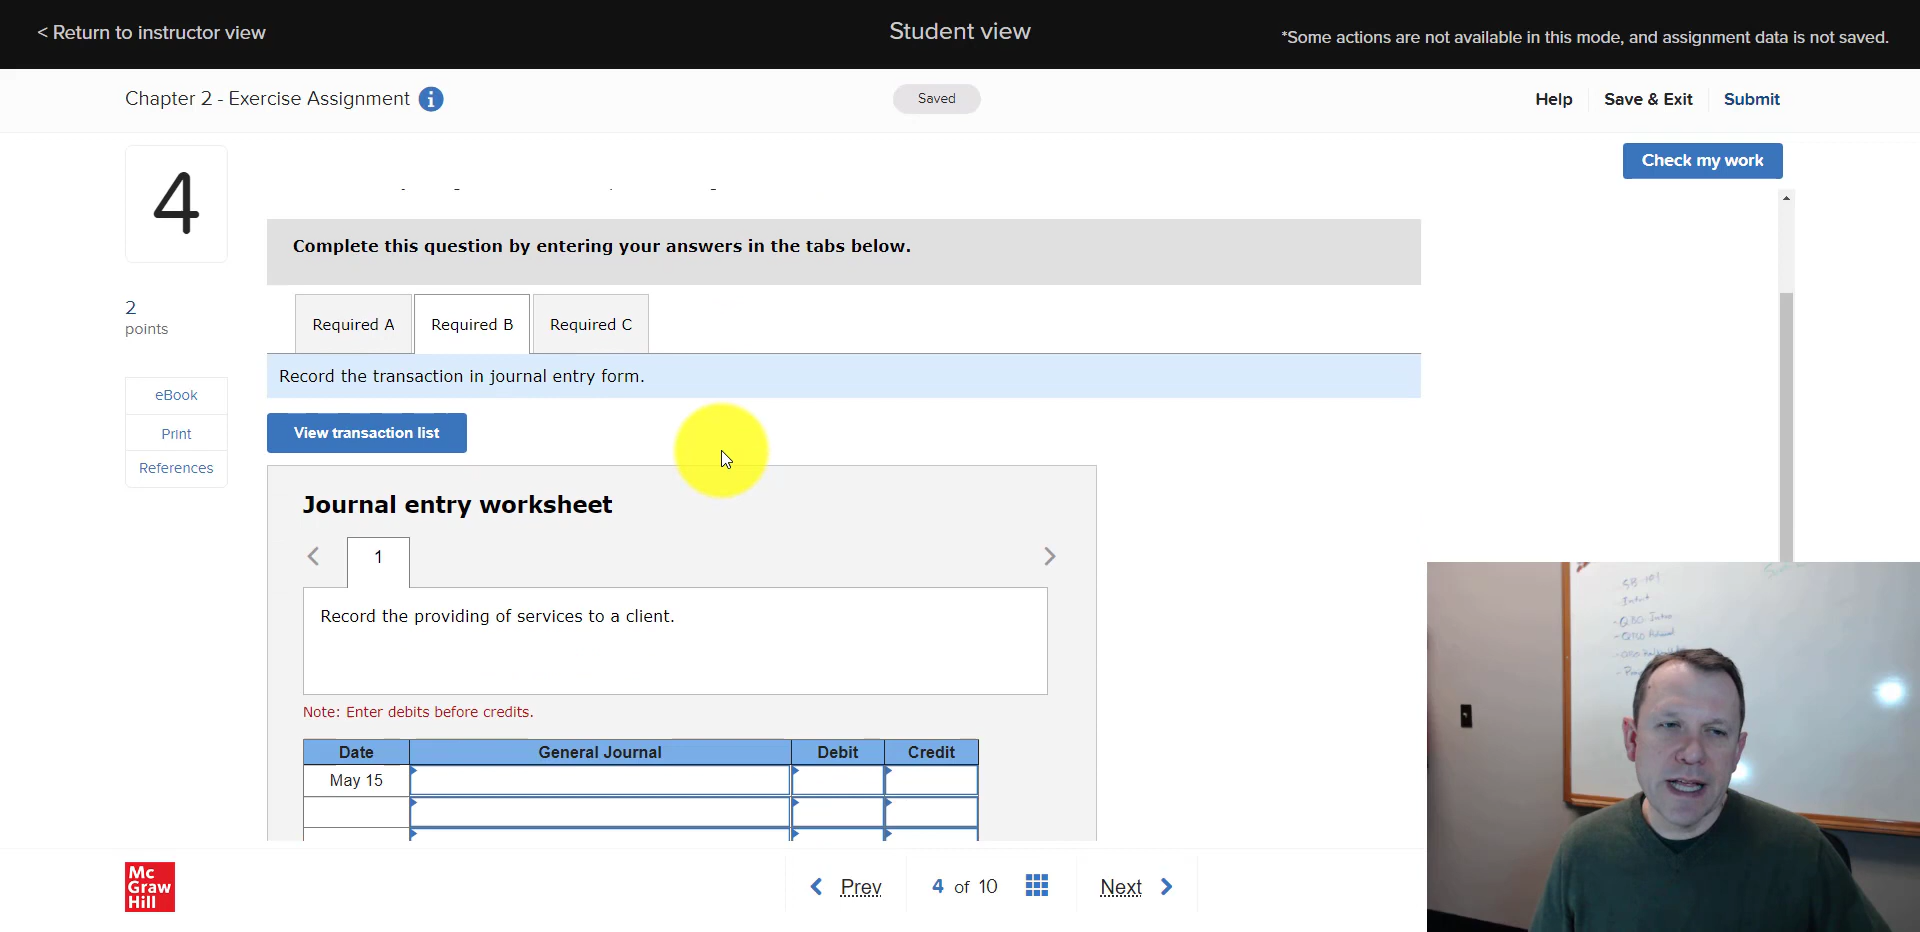 < Return to instructor view
Student view
*Some actions are not available in this mode, and assignment data is not saved.
Chapter 2 - Exercise Assignment i
Saved
Help
Save & Exit
Submit
Check my work
4
2
points
eBook
Print
References
Complete this question by entering your answers in the tabs below.
Required A
Required B
Required C
Record the transaction in journal entry form.
View transaction list
Journal entry worksheet
1
Record the providing of services to a client.
Note: Enter debits before credits.
Date
General Journal
Debit
Credit
May 15
Mc
Graw
Hill
Prev
4 of 10
Next